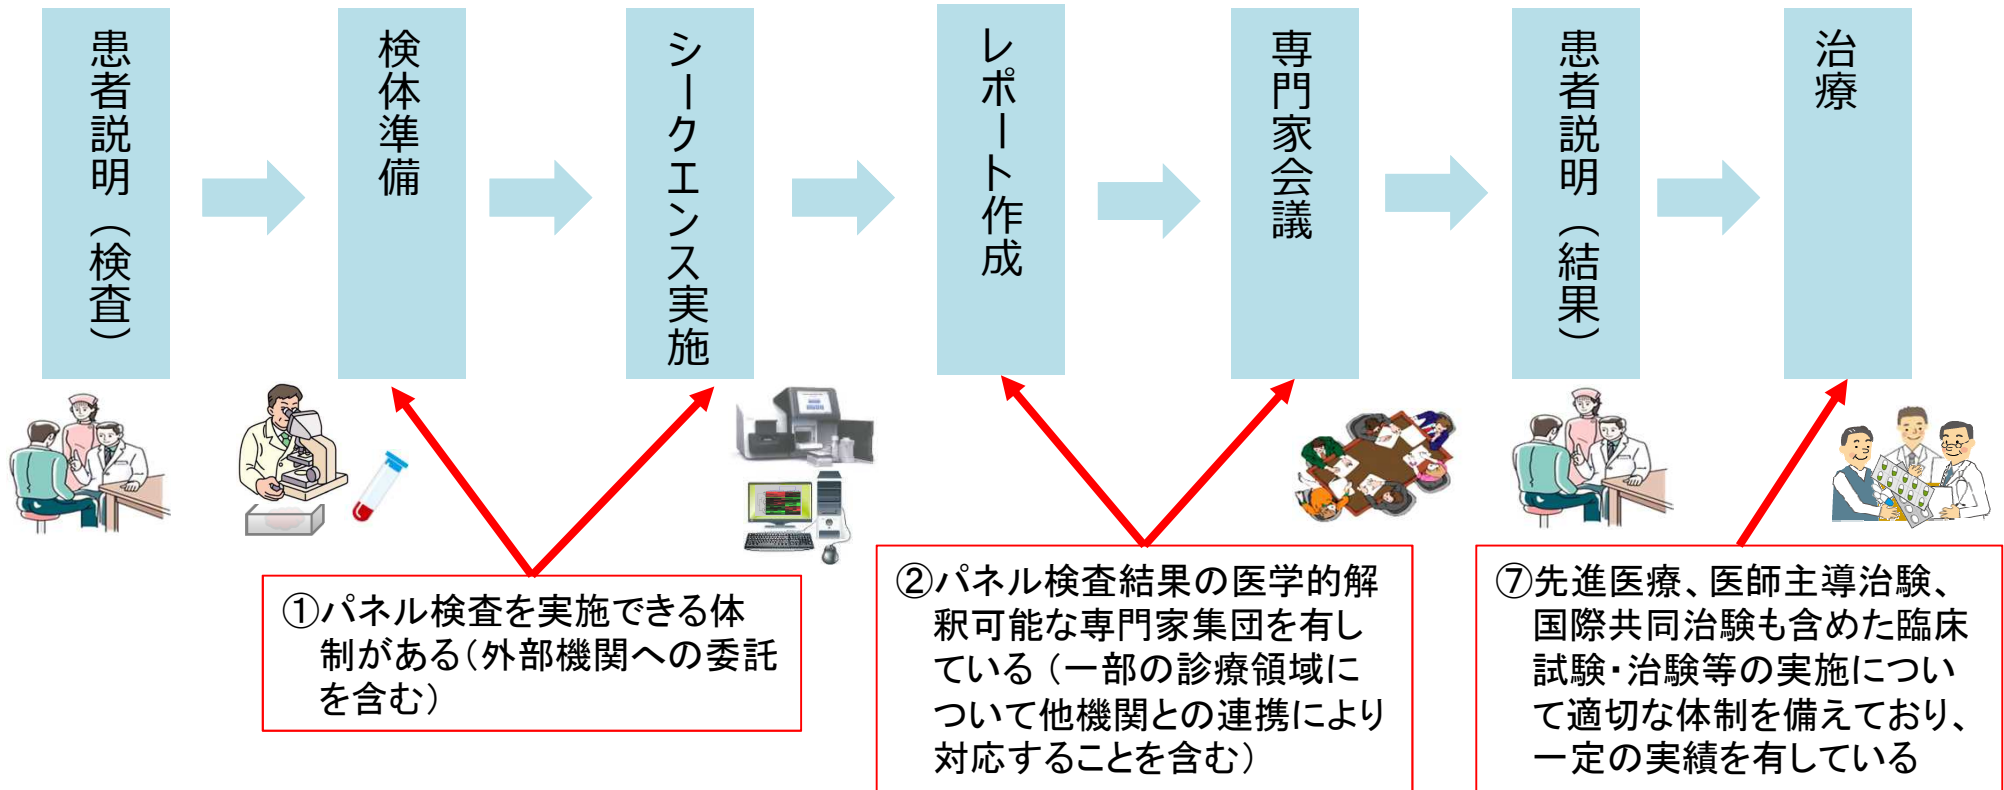 患者説明（検査）
検体準備
シークエンス実施
レポート作成
専門家会議
患者説明（結果）
治療
①パネル検査を実施できる体
制がある（外部機関への委託
を含む）
②パネル検査結果の医学的解
釈可能な専門家集団を有し
ている（一部の診療領域に
ついて他機関との連携により
対応することを含む）
⑦先進医療、医師主導治験、
国際共同治験も含めた臨床
試験・治験等の実施につい
て適切な体制を備えており、
一定の実績を有している